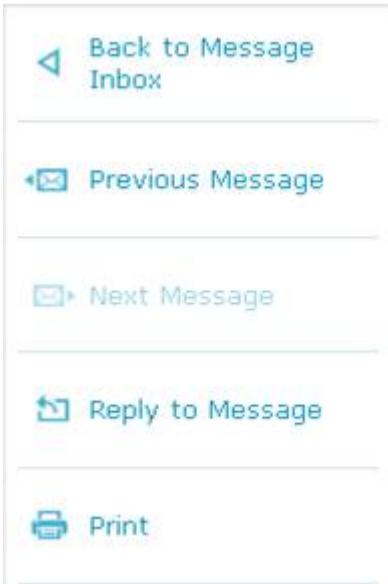 Back to Message
Inbox
Previous Message
Next Message
Reply to Message
Print